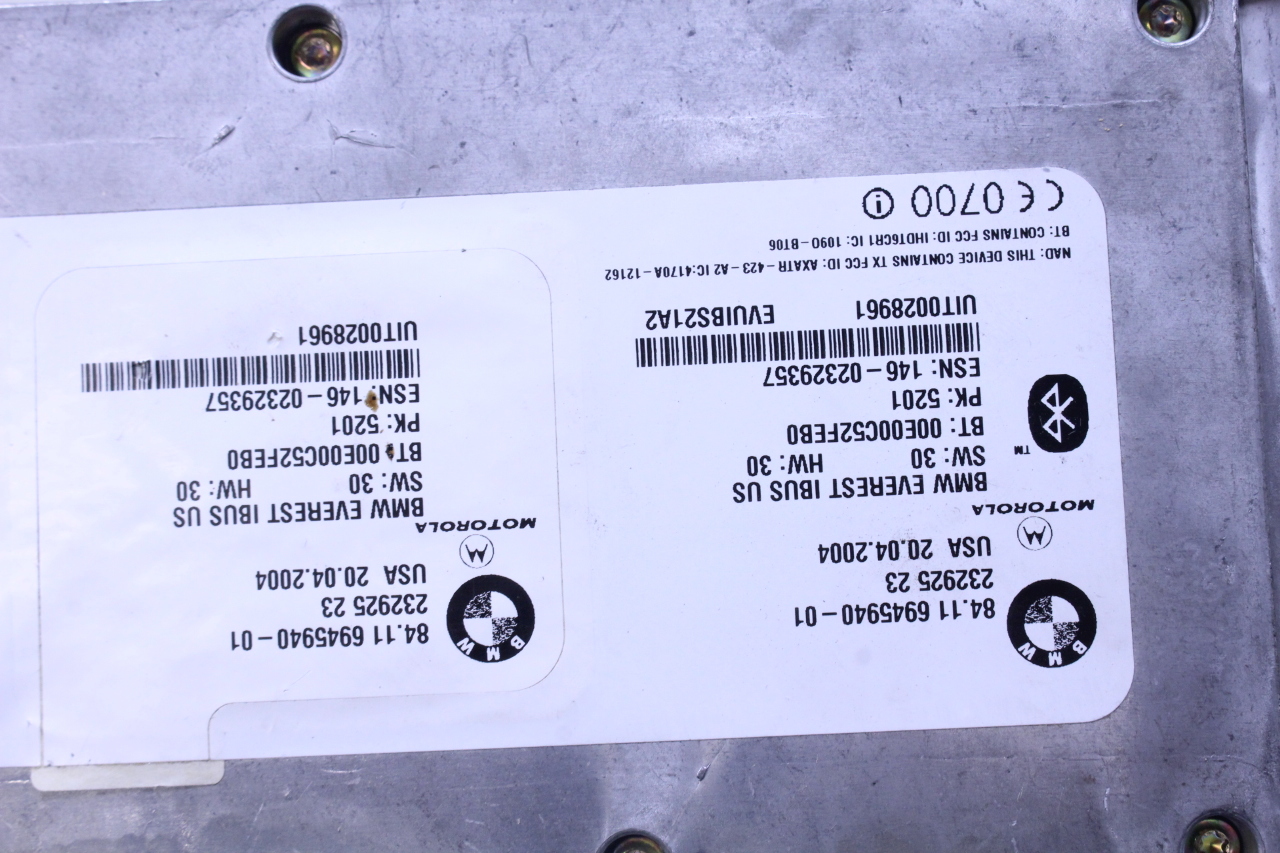 BMW
84.11 6945940-01
232925 23
USA 20.04.2004
MOTOROLA
BMW EVEREST IBUS US
SW: 30 HW: 30
TM
BT: 00E00C52FEB0
PK: 5201
ESN: 146-02329357
UIT0028961 EVUIBS21A2
NAD: THIS DEVICE CONTAINS TX FCC ID: AXATR-423-A2 IC:4170A-12162
BT: CONTAINS FCC ID: IHDT6CR1 IC: 1090-BT06
CE 0700
BMW
84.11 6945940-01
232925 23
USA 20.04.2004
MOTOROLA
BMW EVEREST IBUS US
SW: 30 HW: 30
BT: 00E00C52FEB0
PK: 5201
ESN: 146-02329357
UIT0028961